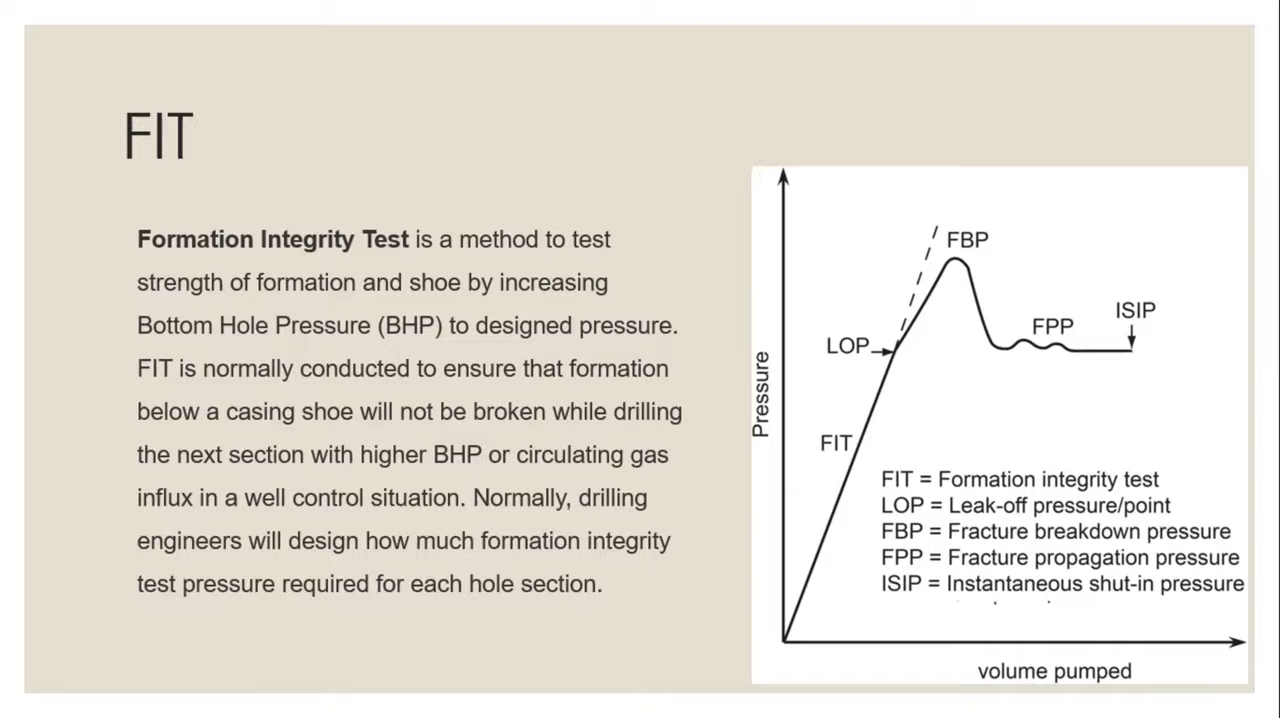 FIT
Formation Integrity Test is a method to test
strength of formation and shoe by increasing
Bottom Hole Pressure (BHP) to designed pressure.
FIT is normally conducted to ensure that formation
below a casing shoe will not be broken while drilling
the next section with higher BHP or circulating gas
influx in a well control situation. Normally, drilling
engineers will design how much formation integrity
test pressure required for each hole section.
FBP
ISIP
FPP
LOP
Pressure
FIT
FIT = Formation integrity test
LOP = Leak-off pressure/point
FBP = Fracture breakdown pressure
FPP = Fracture propagation pressure
ISIP = Instantaneous shut-in pressure
volume pumped